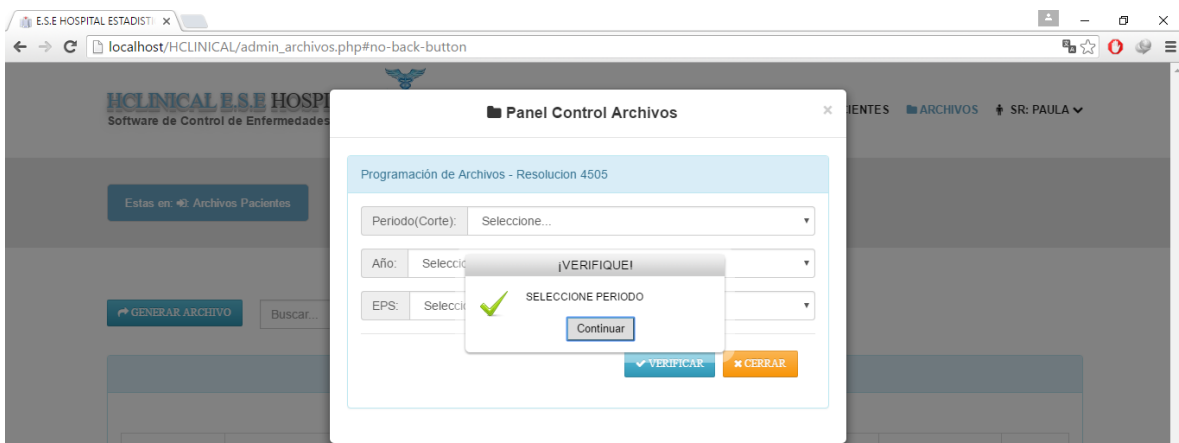 E.S.E HOSPITAL ESTADISTI
localhost/HCLINICAL/admin_archivos.php#no-back-button
HCLINICAL E.S.E HOSPI
Software de Control de Enfermedades
IENTES ARCHIVOS SR: PAULA
Panel Control Archivos ×
Estas en: : Archivos Pacientes
Programación de Archivos - Resolucion 4505
Periodo(Corte): Seleccione...
Año: Seleccio
¡VERIFIQUE!
SELECCIONE PERIODO
Continuar
EPS: Selecci
GENERAR ARCHIVO Buscar...
VERIFICAR CERRAR